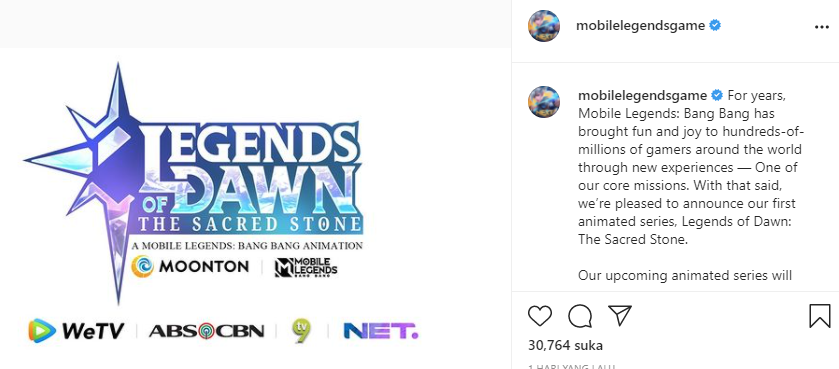 LEGENDS
OF DAWN
THE SACRED STONE
A MOBILE LEGENDS: BANG BANG ANIMATION
MOONTON
MOBILE
LEGENDS
BANG BANG
WeTV
ABS CBN
tv
9
NET.
mobilelegendsgame
mobilelegendsgame For years,
Mobile Legends: Bang Bang has
brought fun and joy to hundreds-of-
millions of gamers around the world
through new experiences — One of
our core missions. With that said,
we're pleased to announce our first
animated series, Legends of Dawn:
The Sacred Stone.
Our upcoming animated series will
30,764 suka
1 HARI YANG LALU